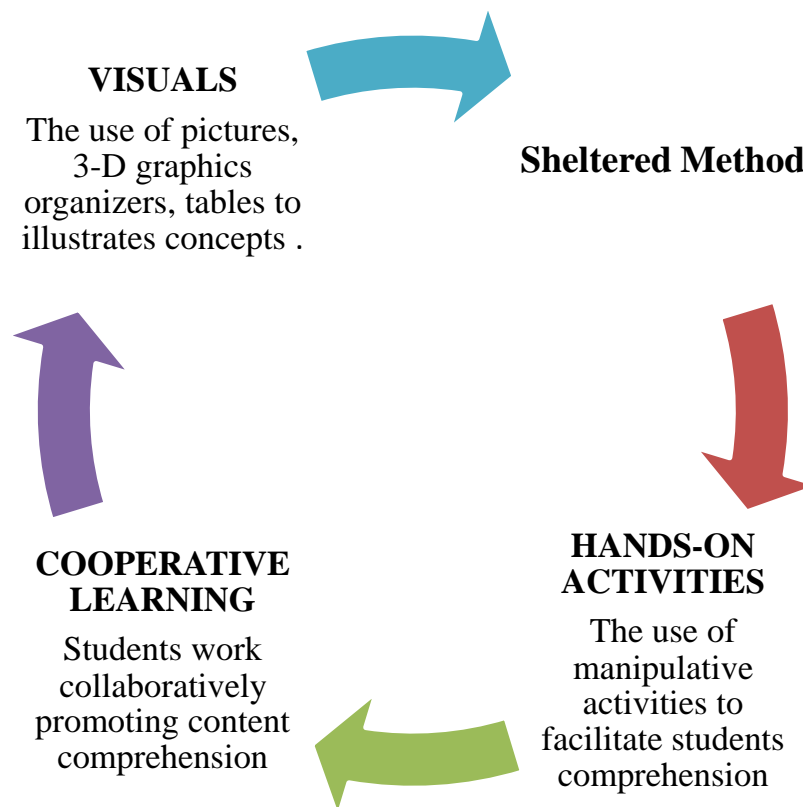 VISUALS
The use of pictures,
3-D graphics
organizers, tables to
illustrates concepts .
Sheltered Method
HANDS-ON
ACTIVITIES
The use of
manipulative
activities to
facilitate students
comprehension
COOPERATIVE
LEARNING
Students work
collaboratively
promoting content
comprehension